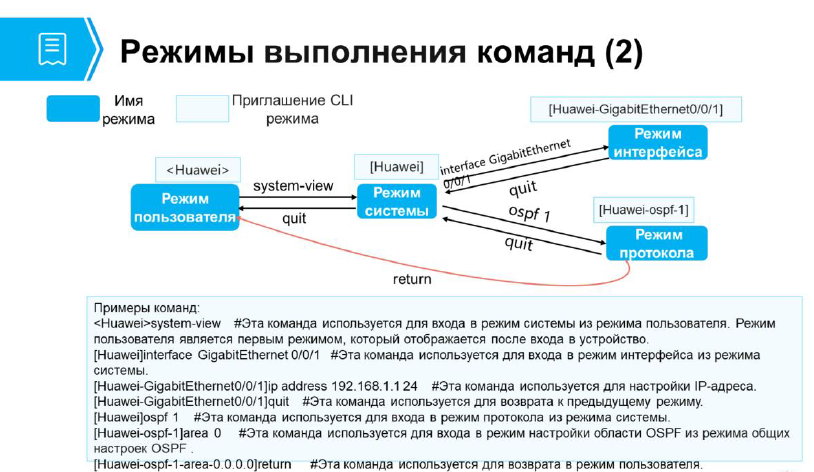 Режимы выполнения команд (2)
Имя
режима
Приглашение CLI
режима
[Huawei-GigabitEthernet0/0/1]
Режим
интерфейса
<Huawei>
[Huawei]
interface GigabitEthernet
0/0/1
quit
Режим
пользователя
system-view
quit
Режим
системы
ospf 1
quit
[Huawei-ospf-1]
Режим
протокола
return
Примеры команд:
<Huawei>system-view #Эта команда используется для входа в режим системы из режима пользователя. Режим
пользователя является первым режимом, который отображается после входа в устройство.
[Huawei]interface GigabitEthernet 0/0/1 #Эта команда используется для входа в режим интерфейса из режима
системы.
[Huawei-GigabitEthernet0/0/1]ip address 192.168.1.1 24 #Эта команда используется для настройки IP-адреса.
[Huawei-GigabitEthernet0/0/1]quit #Эта команда используется для возврата к предыдущему режиму.
[Huawei]ospf 1 #Эта команда используется для входа в режим протокола из режима системы.
[Huawei-ospf-1]area 0 #Эта команда используется для входа в режим настройки области OSPF из режима общих
настроек OSPF .
[Huawei-ospf-1-area-0.0.0.0]return #Эта команда используется для возврата в режим пользователя.